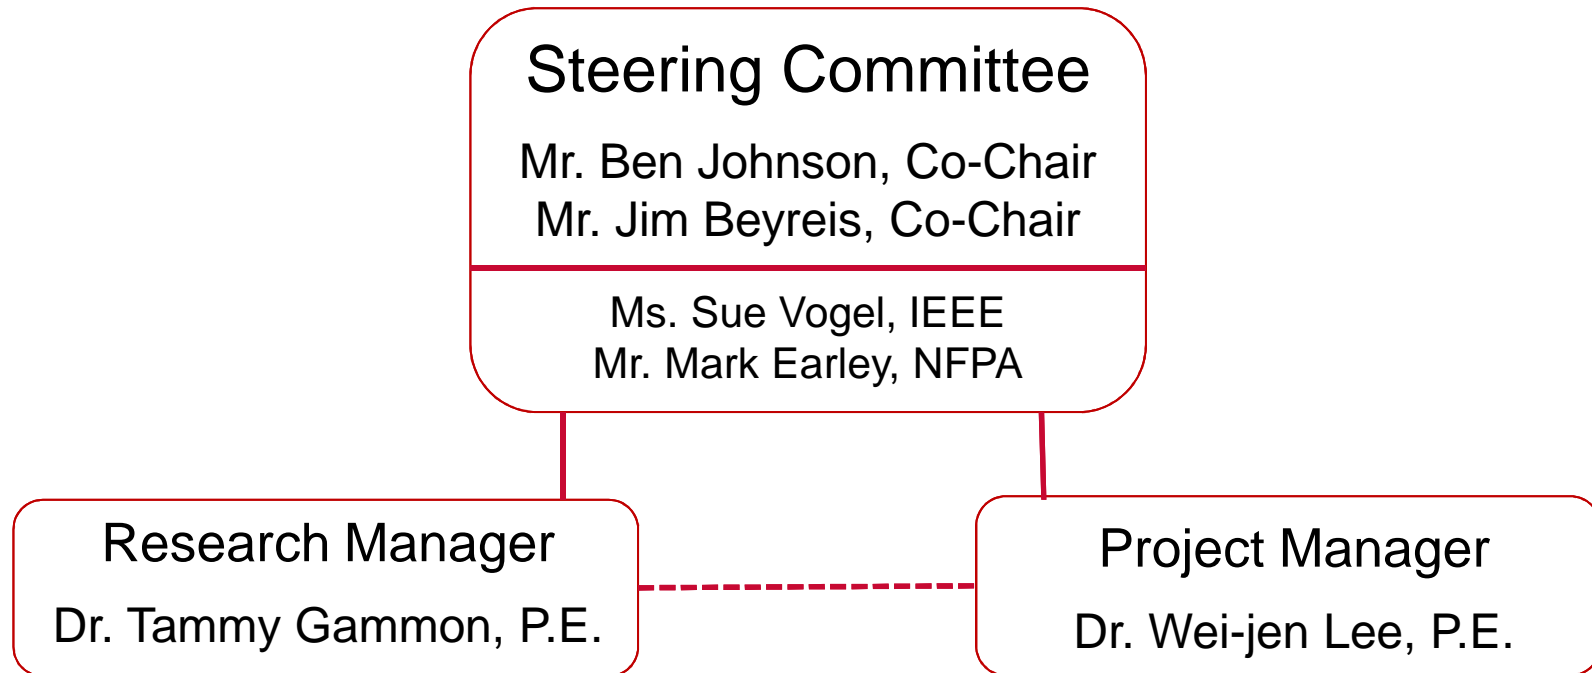 Steering Committee
Mr. Ben Johnson, Co-Chair
Mr. Jim Beyreis, Co-Chair
Ms. Sue Vogel, IEEE
Mr. Mark Earley, NFPA
Research Manager
Dr. Tammy Gammon, P.E.
Project Manager
Dr. Wei-jen Lee, P.E.